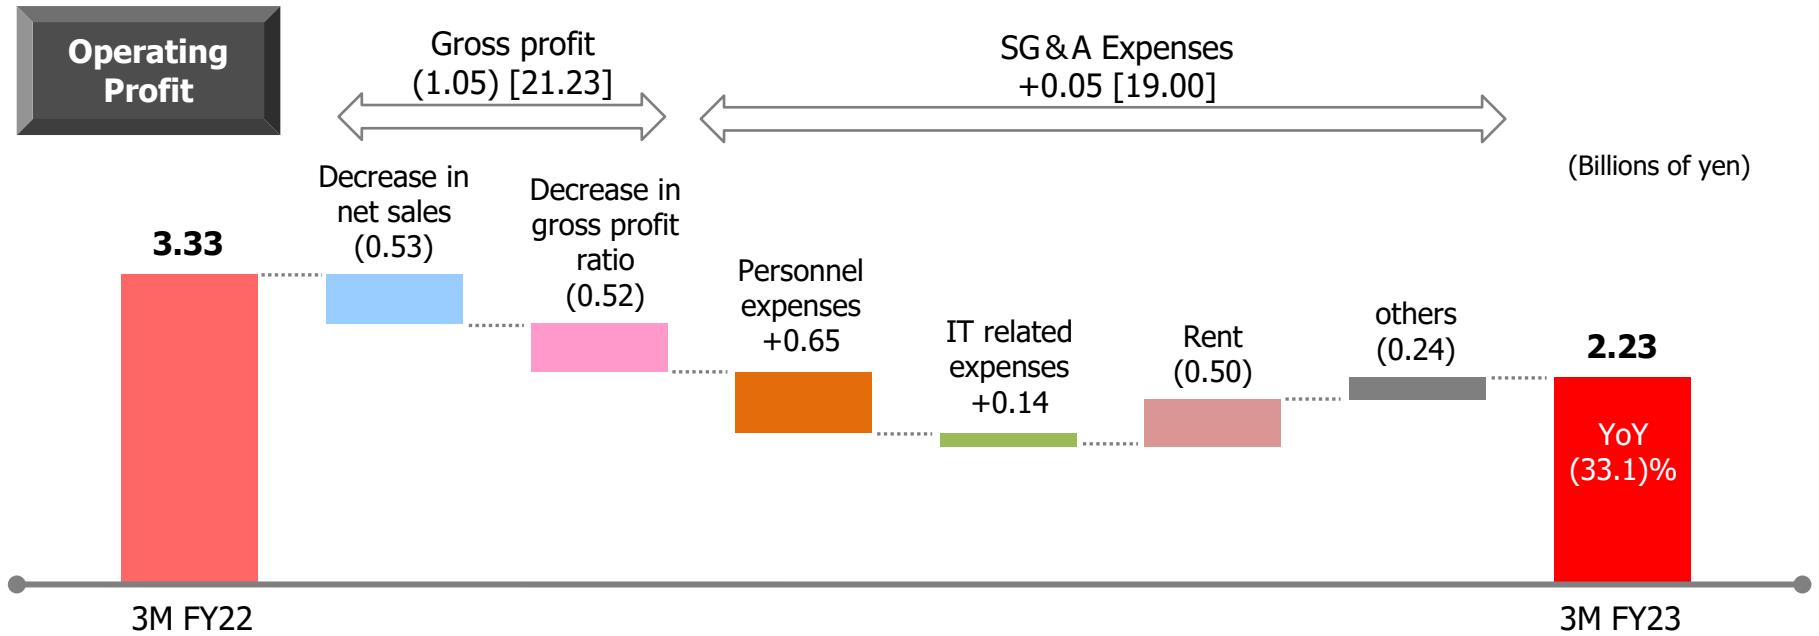 Operating
Profit
Gross profit
(1.05) [21.23]
SG&A Expenses
+0.05 [19.00]
(Billions of yen)
3.33
Decrease in
net sales
(0.53)
Decrease in
gross profit
ratio
(0.52)
Personnel
expenses
+0.65
IT related
expenses
+0.14
Rent
(0.50)
others
(0.24)
2.23
YoY
(33.1)%
3M FY22
3M FY23